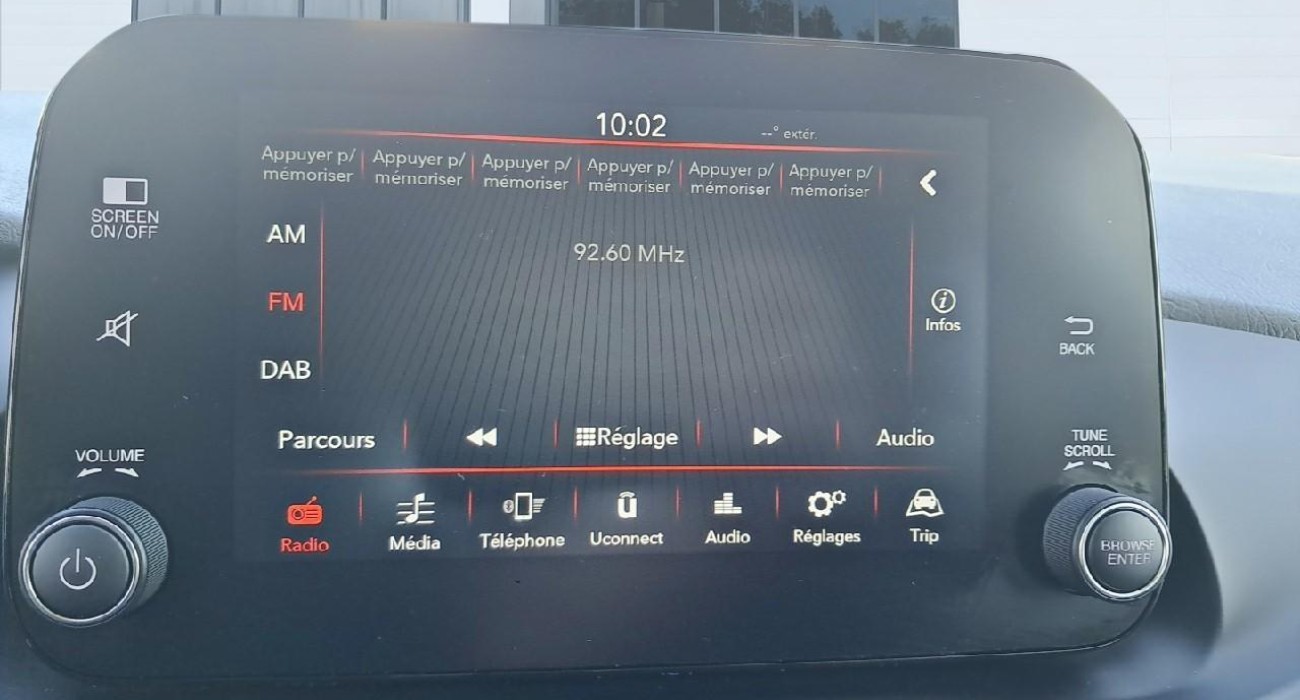 10:02
--° extér.
Appuyer p/ mémoriser
Appuyer p/ mémoriser
Appuyer p/ mémoriser
Appuyer p/ mémoriser
Appuyer p/ mémoriser
Appuyer p/ mémoriser
SCREEN
ON/OFF
AM
92.60 MHz
FM
Infos
BACK
DAB
Parcours
Réglage
Audio
VOLUME
TUNE
SCROLL
Radio
Média
Téléphone
Uconnect
Audio
Réglages
Trip
BROWSE
ENTER